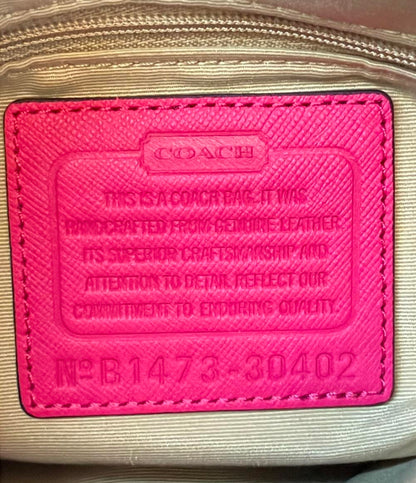 COACH
THIS IS A COACH BAG. IT WAS
HANDCRAFTED FROM GENUINE LEATHER.
ITS SUPERIOR CRAFTSMANSHIP AND
ATTENTION TO DETAIL REFLECT OUR
COMMITMENT TO ENDURING QUALITY.
Nº B1473-30402